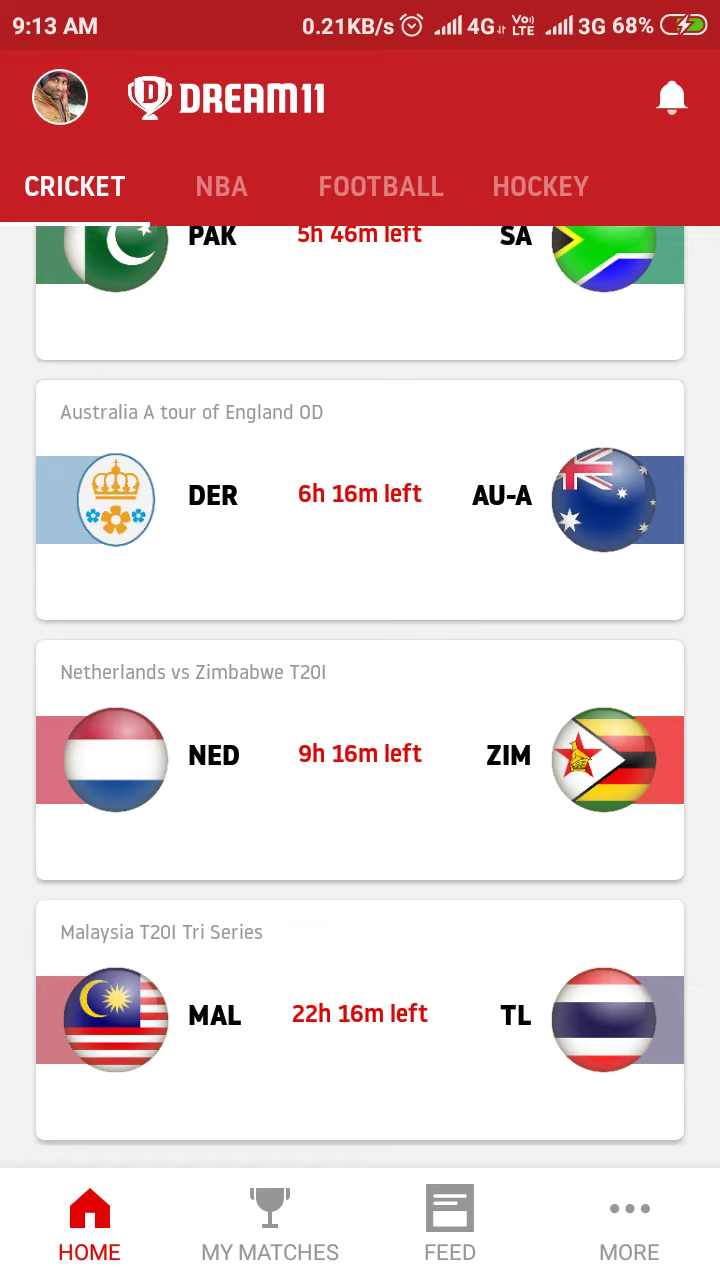 9:13 AM 0.21KB/s 4G Vo) LTE 3G 68%
D DREAM11
CRICKET NBA FOOTBALL HOCKEY
PAK 5h 46m left SA
Australia A tour of England OD
DER 6h 16m left AU-A
Netherlands vs Zimbabwe T20I
NED 9h 16m left ZIM
Malaysia T20I Tri Series
MAL 22h 16m left TL
HOME MY MATCHES FEED MORE